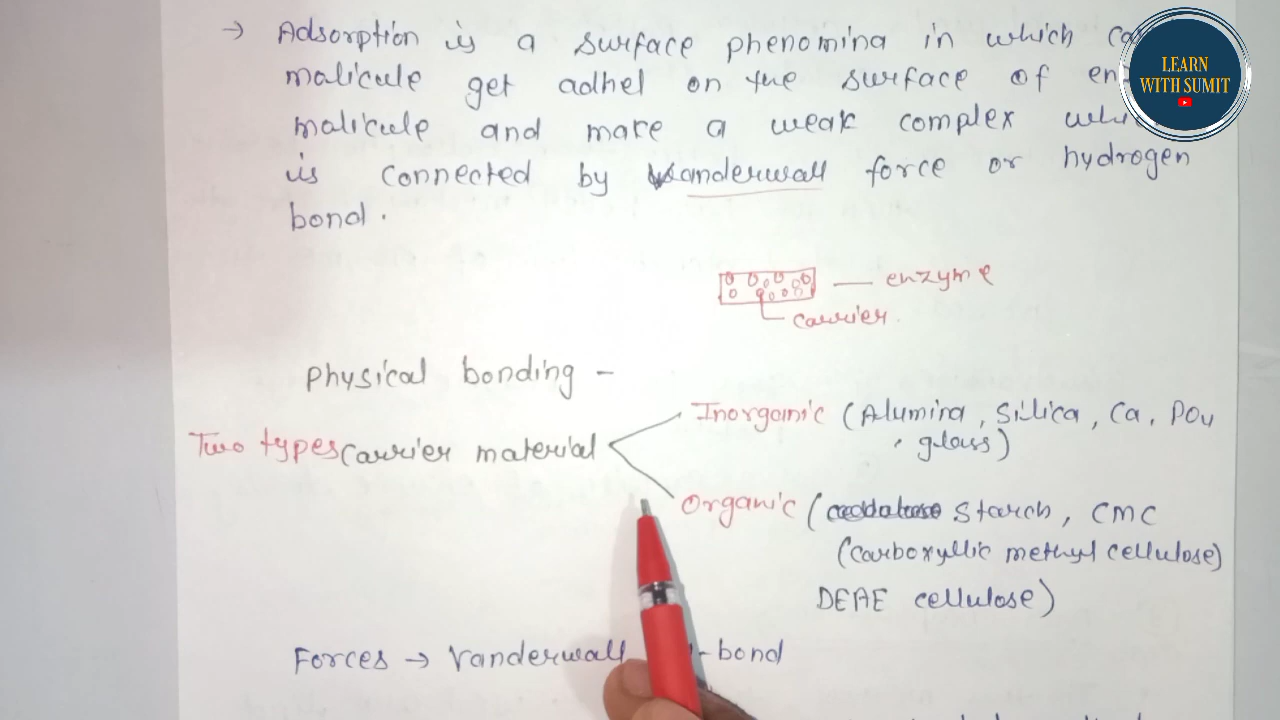 → Adsorption is a surface phenomina in which
malicule get adhel on the surface of
malicule and make a weak complex
is connected by Vanderwall force or hydrogen
bond.
enzyme
carrier.
Physical bonding -
Two types Carrier material
Inorganic (Alumina, Silica, Ca, PO4
, glass)
Organic ( Starch, CMC
(carboxyllic methyl cellulose)
DEAE cellulose)
Forces → Vanderwall -bond
LEARN
WITH SUMIT